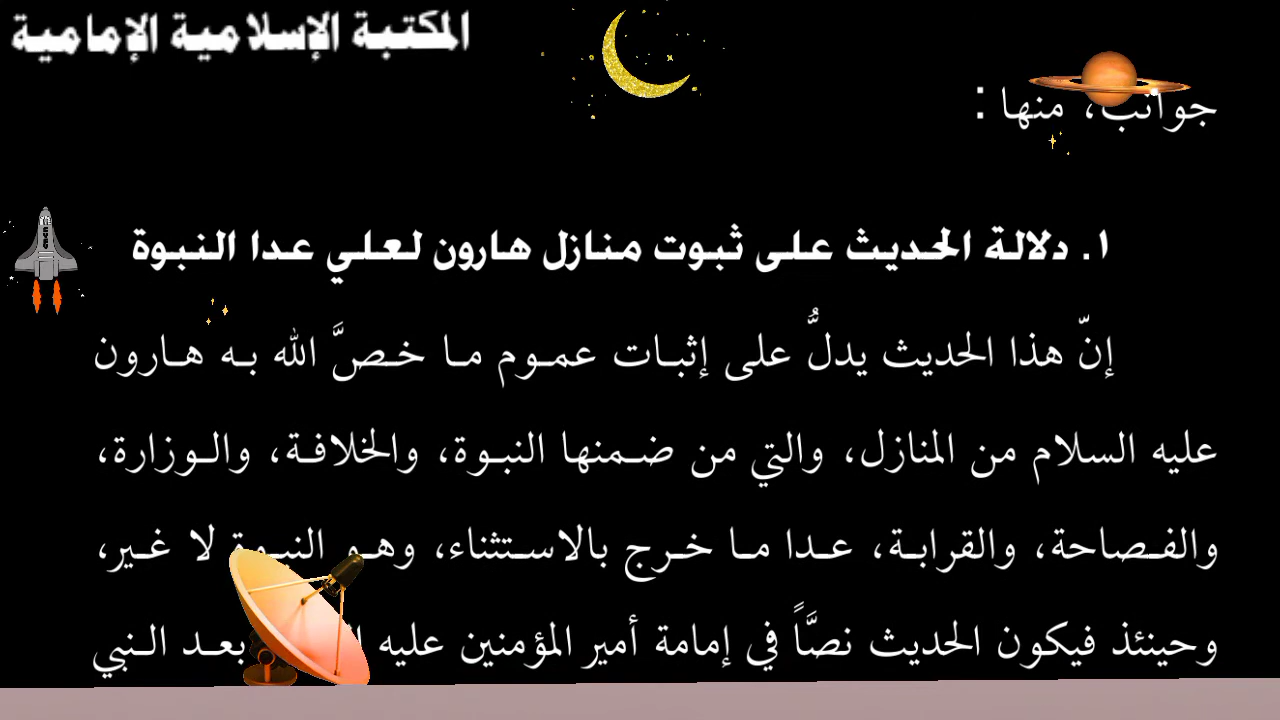 المكتبة الإسلامية الإمامية
جوانب، منها :
١. دلالة الحديث على ثبوت منازل هارون لعلي عدا النبوة
إنّ هذا الحديث يدلُّ على إثبات عموم ما خصَّ الله به هارون
عليه السلام من المنازل، والتي من ضمنها النبوة، والخلافة، والوزارة،
والفصاحة، والقرابة، عدا ما خرج بالاستثناء، وهو النبوة لا غير،
وحينئذ فيكون الحديث نصَّاً في إمامة أمير المؤمنين عليه بعد النبي